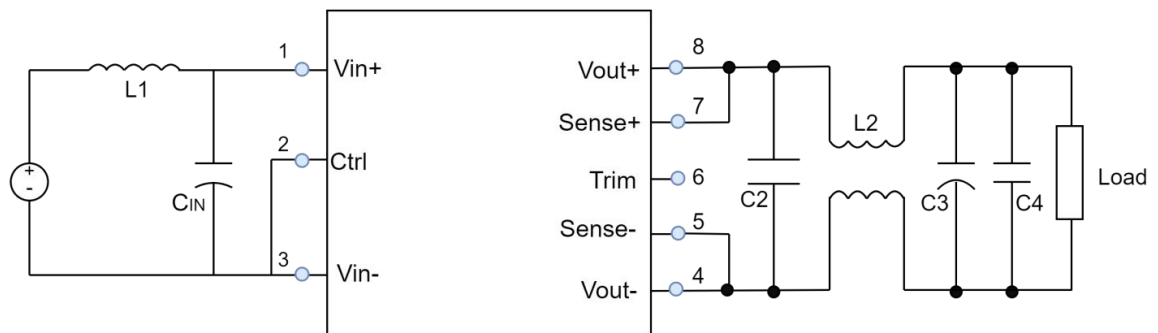 1
Vin+
L1
2
Ctrl
+
-
CIN
3
Vin-
8
Vout+
7
Sense+
L2
Trim
6
Load
C2
C3
C4
5
Sense-
4
Vout-